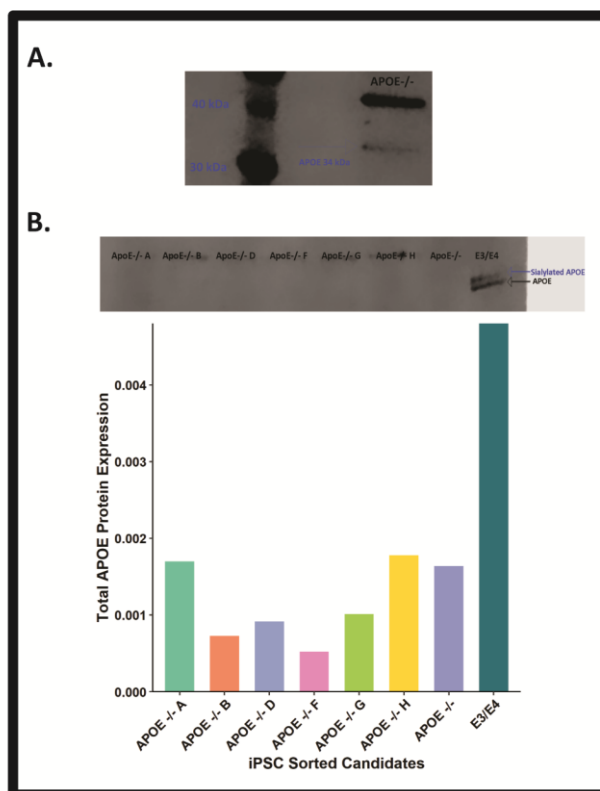 A.
APOE-/-
40 kDa
30 kDa
APOE 34 kDa
B.
ApoE-/- A ApoE-/- B ApoE-/- D ApoE-/- F ApoE-/- G ApoE-/- H ApoE-/- E3/E4
Sialylated APOE
APOE
Total APOE Protein Expression
0.004
0.003
0.002
0.001
0.000
APOE -/- A APOE -/- B APOE -/- D APOE -/- F APOE -/- G APOE -/- H APOE -/- E3/E4
iPSC Sorted Candidates